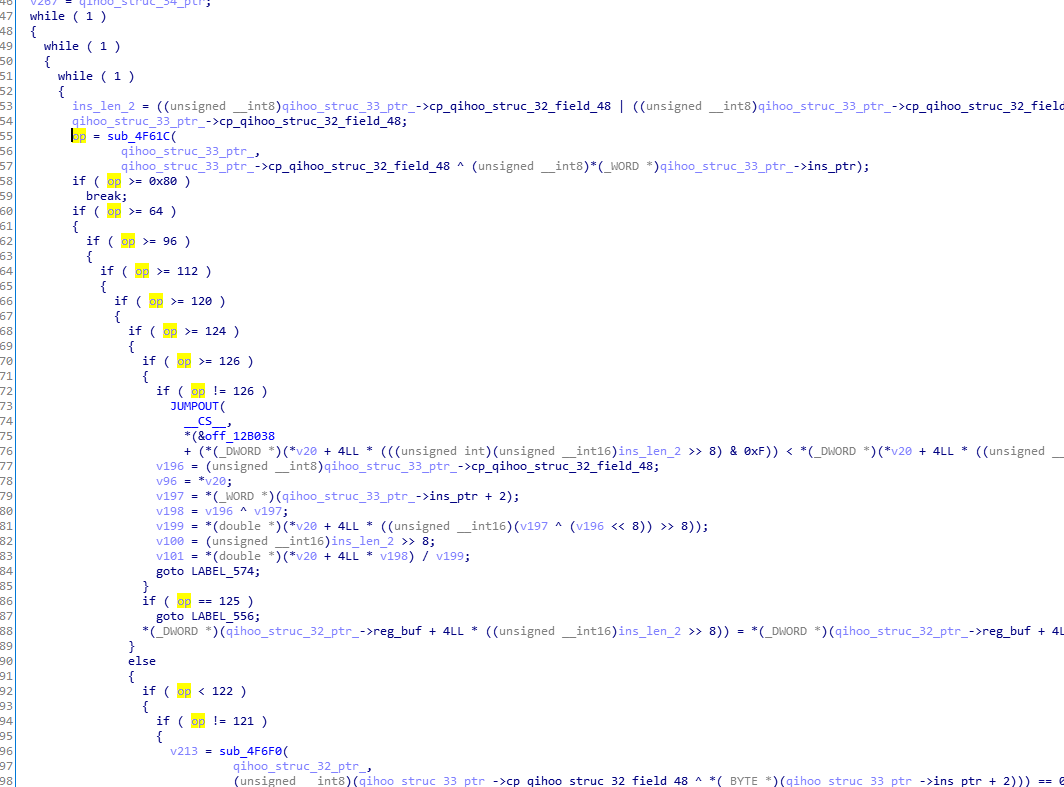 46 v267 = qihoo_struc_34_ptr;
47 while ( 1 )
48 {
49 while ( 1 )
50 {
51 while ( 1 )
52 {
53 ins_len_2 = ((unsigned __int8)qihoo_struc_33_ptr_->cp_qihoo_struc_32_field_48 | ((unsigned __int8)qihoo_struc_33_ptr_->cp_qihoo_struc_32_field
54 qihoo_struc_33_ptr_->cp_qihoo_struc_32_field_48;
55 op = sub_4F61C(
56 qihoo_struc_33_ptr_,
57 qihoo_struc_33_ptr_->cp_qihoo_struc_32_field_48 ^ (unsigned __int8)*(_WORD *)qihoo_struc_33_ptr_->ins_ptr);
58 if ( op >= 0x80 )
59 break;
60 if ( op >= 64 )
61 {
62 if ( op >= 96 )
63 {
64 if ( op >= 112 )
65 {
66 if ( op >= 120 )
67 {
68 if ( op >= 124 )
69 {
70 if ( op >= 126 )
71 {
72 if ( op != 126 )
73 JUMPOUT(
74 __CS__,
75 *(&off_12B038
76 + (*(_DWORD *)(*v20 + 4LL * (((unsigned int)(unsigned __int16)ins_len_2 >> 8) & 0xF)) < *(_DWORD *)(*v20 + 4LL * ((unsigned __
77 v196 = (unsigned __int8)qihoo_struc_33_ptr_->cp_qihoo_struc_32_field_48;
78 v96 = *v20;
79 v197 = *(_WORD *)(qihoo_struc_33_ptr_->ins_ptr + 2);
80 v198 = v196 ^ v197;
81 v199 = *(double *)(*v20 + 4LL * ((unsigned __int16)(v197 ^ (v196 << 8)) >> 8));
82 v100 = (unsigned __int16)ins_len_2 >> 8;
83 v101 = *(double *)(*v20 + 4LL * v198) / v199;
84 goto LABEL_574;
85 }
86 if ( op == 125 )
87 goto LABEL_556;
88 *(_DWORD *)(qihoo_struc_32_ptr_->reg_buf + 4LL * ((unsigned __int16)ins_len_2 >> 8)) = *(_DWORD *)(qihoo_struc_32_ptr_->reg_buf + 4L
89 }
90 else
91 {
92 if ( op < 122 )
93 {
94 if ( op != 121 )
95 {
96 v213 = sub_4F6F0(
97 qihoo_struc_32_ptr_,
98 (unsigned __int8)(qihoo_struc_33_ptr_->cp_qihoo_struc_32_field_48 ^ *(_BYTE *)(qihoo_struc_33_ptr_->ins_ptr + 2))) == 0